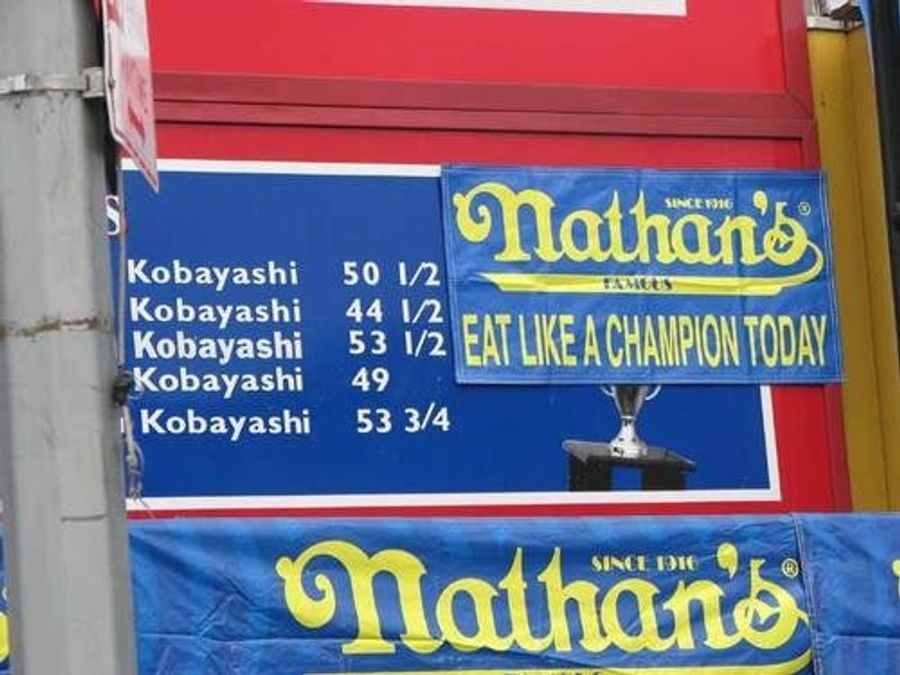 SINCE 1916
Nathan's®
FAMOUS
EAT LIKE A CHAMPION TODAY
S
Kobayashi 50 1/2
Kobayashi 44 1/2
Kobayashi 53 1/2
Kobayashi 49
Kobayashi 53 3/4
SINCE 1916
Nathan's®